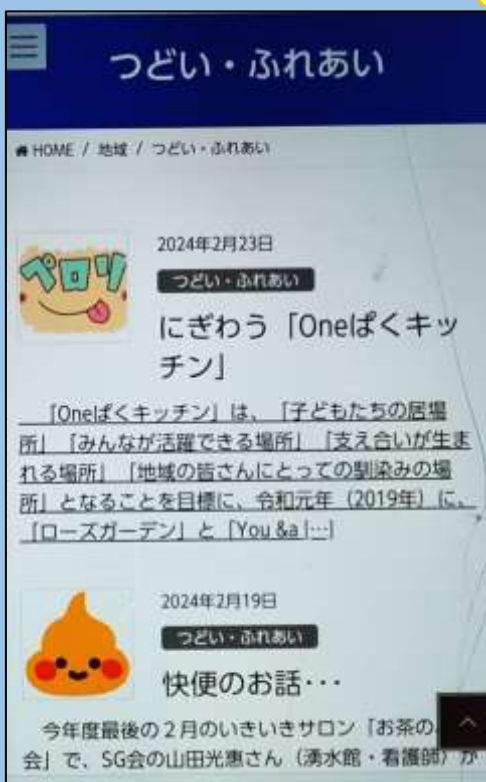 つどい・ふれあい
HOME / 地域 / つどい・ふれあい
ペロリ
2024年2月23日
つどい・ふれあい
にぎわう「Oneぱくキッ
チン」
「Oneぱくキッチン」は、「子どもたちの居場
所」「みんなが活躍できる場所」「支え合いが生ま
れる場所」「地域の皆さんにとっての馴染みの場
所」となることを目標に、令和元年（2019年）に、
「ローズガーデン」と「You &a […]
2024年2月19日
つどい・ふれあい
快便のお話・・・
今年度最後の２月のいきいきサロン「お茶の
会」で、SG会の山田光惠さん（湧水館・看護師）が